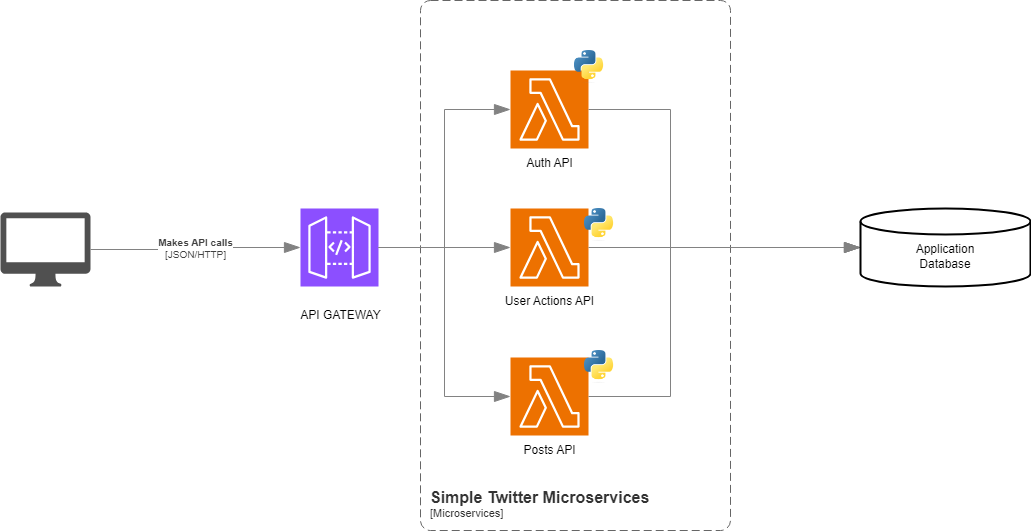 Auth API
Makes API calls
[JSON/HTTP]
</>
API GATEWAY
User Actions API
Application
Database
Posts API
Simple Twitter Microservices
[Microservices]